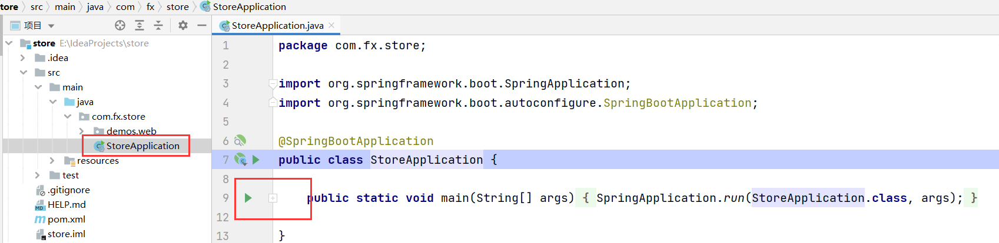 tore src main java com fx store StoreApplication
项目
StoreApplication.java
store E:\IdeaProjects\store
.idea
src
main
java
com.fx.store
demos.web
StoreApplication
resources
test
.gitignore
HELP.md
pom.xml
store.iml
1 package com.fx.store;
2
3 import org.springframework.boot.SpringApplication;
4 import org.springframework.boot.autoconfigure.SpringBootApplication;
5
6 @SpringBootApplication
7 public class StoreApplication {
8
9 public static void main(String[] args) { SpringApplication.run(StoreApplication.class, args); }
12
13 }